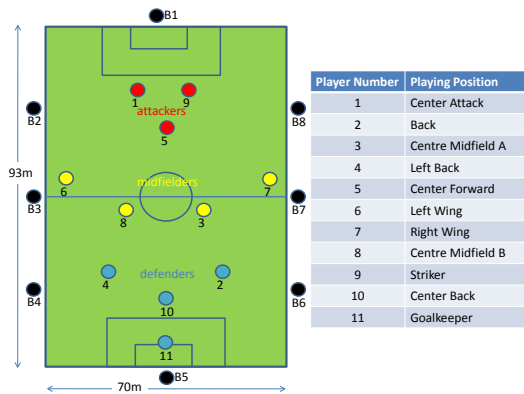 B1
1
9
attackers
5
B2
B8
93m
midfielders
6
7
B3
B7
8
3
defenders
4
2
B4
B6
10
11
B5
70m
Player Number Playing Position
1 Center Attack
2 Back
3 Centre Midfield A
4 Left Back
5 Center Forward
6 Left Wing
7 Right Wing
8 Centre Midfield B
9 Striker
10 Center Back
11 Goalkeeper